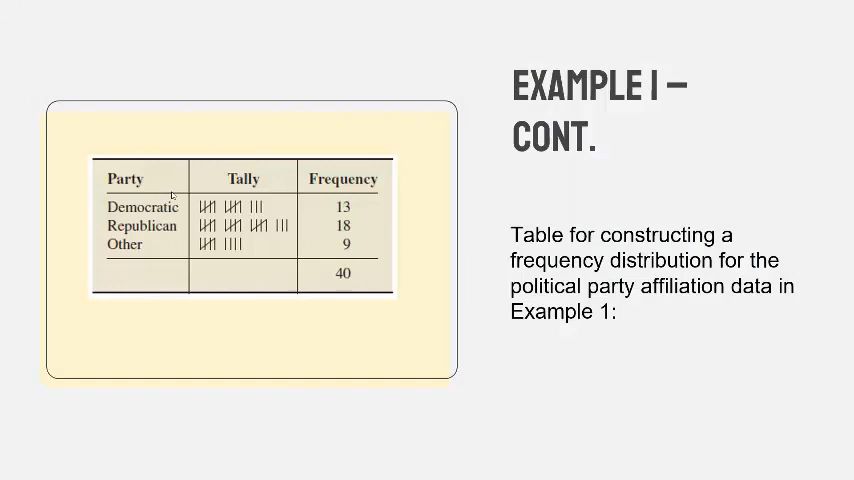 EXAMPLE 1 –
CONT.
Party Tally Frequency
Democratic 13
Republican 18
Other 9
40
Table for constructing a
frequency distribution for the
political party affiliation data in
Example 1: